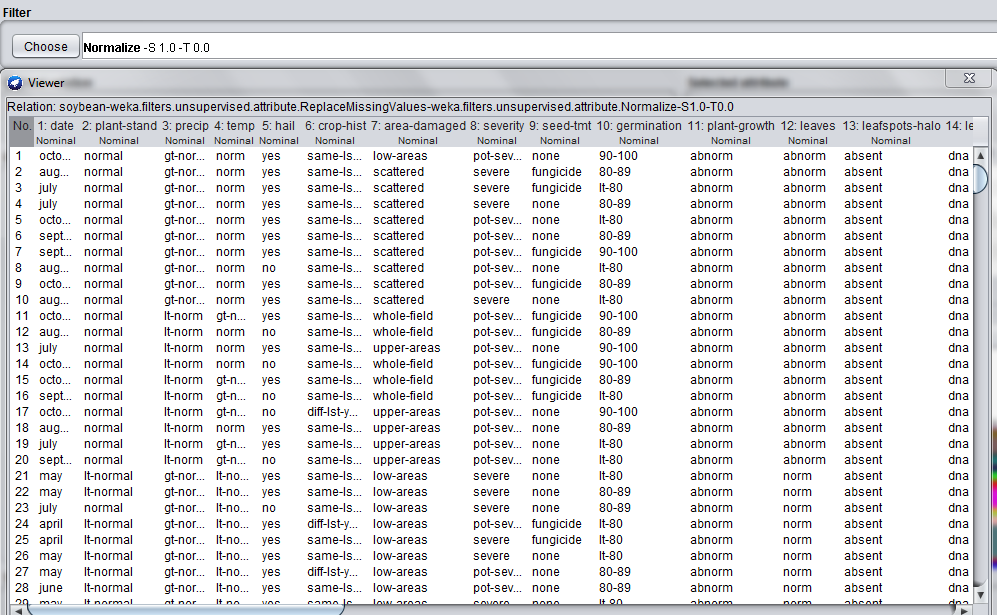 Filter
Choose Normalize -S 1.0 -T 0.0
Viewer
Relation: soybean-weka.filters.unsupervised.attribute.ReplaceMissingValues-weka.filters.unsupervised.attribute.Normalize-S1.0-T0.0
No. 1: date 2: plant-stand 3: precip 4: temp 5: hail 6: crop-hist 7: area-damaged 8: severity 9: seed-tmt 10: germination 11: plant-growth 12: leaves 13: leafspots-halo 14: le
Nominal Nominal Nominal Nominal Nominal Nominal Nominal Nominal Nominal Nominal Nominal Nominal Nominal
1 octo... normal gt-nor... norm yes same-ls... low-areas pot-sev... none 90-100 abnorm abnorm absent dna
2 aug... normal gt-nor... norm yes same-ls... scattered severe fungicide 80-89 abnorm abnorm absent dna
3 july normal gt-nor... norm yes same-ls... scattered severe fungicide lt-80 abnorm abnorm absent dna
4 july normal gt-nor... norm yes same-ls... scattered severe none 80-89 abnorm abnorm absent dna
5 octo... normal gt-nor... norm yes same-ls... scattered pot-sev... none lt-80 abnorm abnorm absent dna
6 sept... normal gt-nor... norm yes same-ls... scattered pot-sev... none 80-89 abnorm abnorm absent dna
7 sept... normal gt-nor... norm yes same-ls... scattered pot-sev... fungicide 90-100 abnorm abnorm absent dna
8 aug... normal gt-nor... norm no same-ls... scattered pot-sev... none lt-80 abnorm abnorm absent dna
9 octo... normal gt-nor... norm yes same-ls... scattered pot-sev... fungicide 80-89 abnorm abnorm absent dna
10 aug... normal gt-nor... norm yes same-ls... scattered severe none lt-80 abnorm abnorm absent dna
11 octo... normal lt-norm gt-n... yes same-ls... whole-field pot-sev... fungicide 90-100 abnorm abnorm absent dna
12 aug... normal lt-norm norm no same-ls... whole-field pot-sev... fungicide 80-89 abnorm abnorm absent dna
13 july normal lt-norm norm yes same-ls... upper-areas pot-sev... none 90-100 abnorm abnorm absent dna
14 octo... normal lt-norm norm no same-ls... whole-field pot-sev... fungicide 90-100 abnorm abnorm absent dna
15 octo... normal lt-norm gt-n... yes same-ls... whole-field pot-sev... fungicide 80-89 abnorm abnorm absent dna
16 sept... normal lt-norm gt-n... no same-ls... whole-field pot-sev... fungicide lt-80 abnorm abnorm absent dna
17 octo... normal lt-norm gt-n... no diff-lst-y... upper-areas pot-sev... none 90-100 abnorm abnorm absent dna
18 aug... normal lt-norm norm yes same-ls... upper-areas pot-sev... none 80-89 abnorm abnorm absent dna
19 july normal lt-norm gt-n... yes same-ls... upper-areas pot-sev... none lt-80 abnorm abnorm absent dna
20 sept... normal lt-norm gt-n... no same-ls... upper-areas pot-sev... none lt-80 abnorm abnorm absent dna
21 may lt-normal gt-nor... lt-no... yes same-ls... low-areas severe none lt-80 abnorm norm absent dna
22 may lt-normal gt-nor... lt-no... yes same-ls... low-areas severe none 80-89 abnorm norm absent dna
23 july lt-normal gt-nor... lt-no... no same-ls... low-areas severe none 80-89 abnorm norm absent dna
24 april lt-normal gt-nor... lt-no... yes diff-lst-y... low-areas pot-sev... fungicide lt-80 abnorm norm absent dna
25 april lt-normal gt-nor... lt-no... yes same-ls... low-areas severe fungicide lt-80 abnorm norm absent dna
26 may lt-normal gt-nor... lt-no... yes same-ls... low-areas severe none lt-80 abnorm norm absent dna
27 may lt-normal gt-nor... lt-no... yes diff-lst-y... low-areas pot-sev... none 80-89 abnorm norm absent dna
28 june lt-normal gt-nor... lt-no... yes same-ls... low-areas pot-sev... none 80-89 abnorm norm absent dna